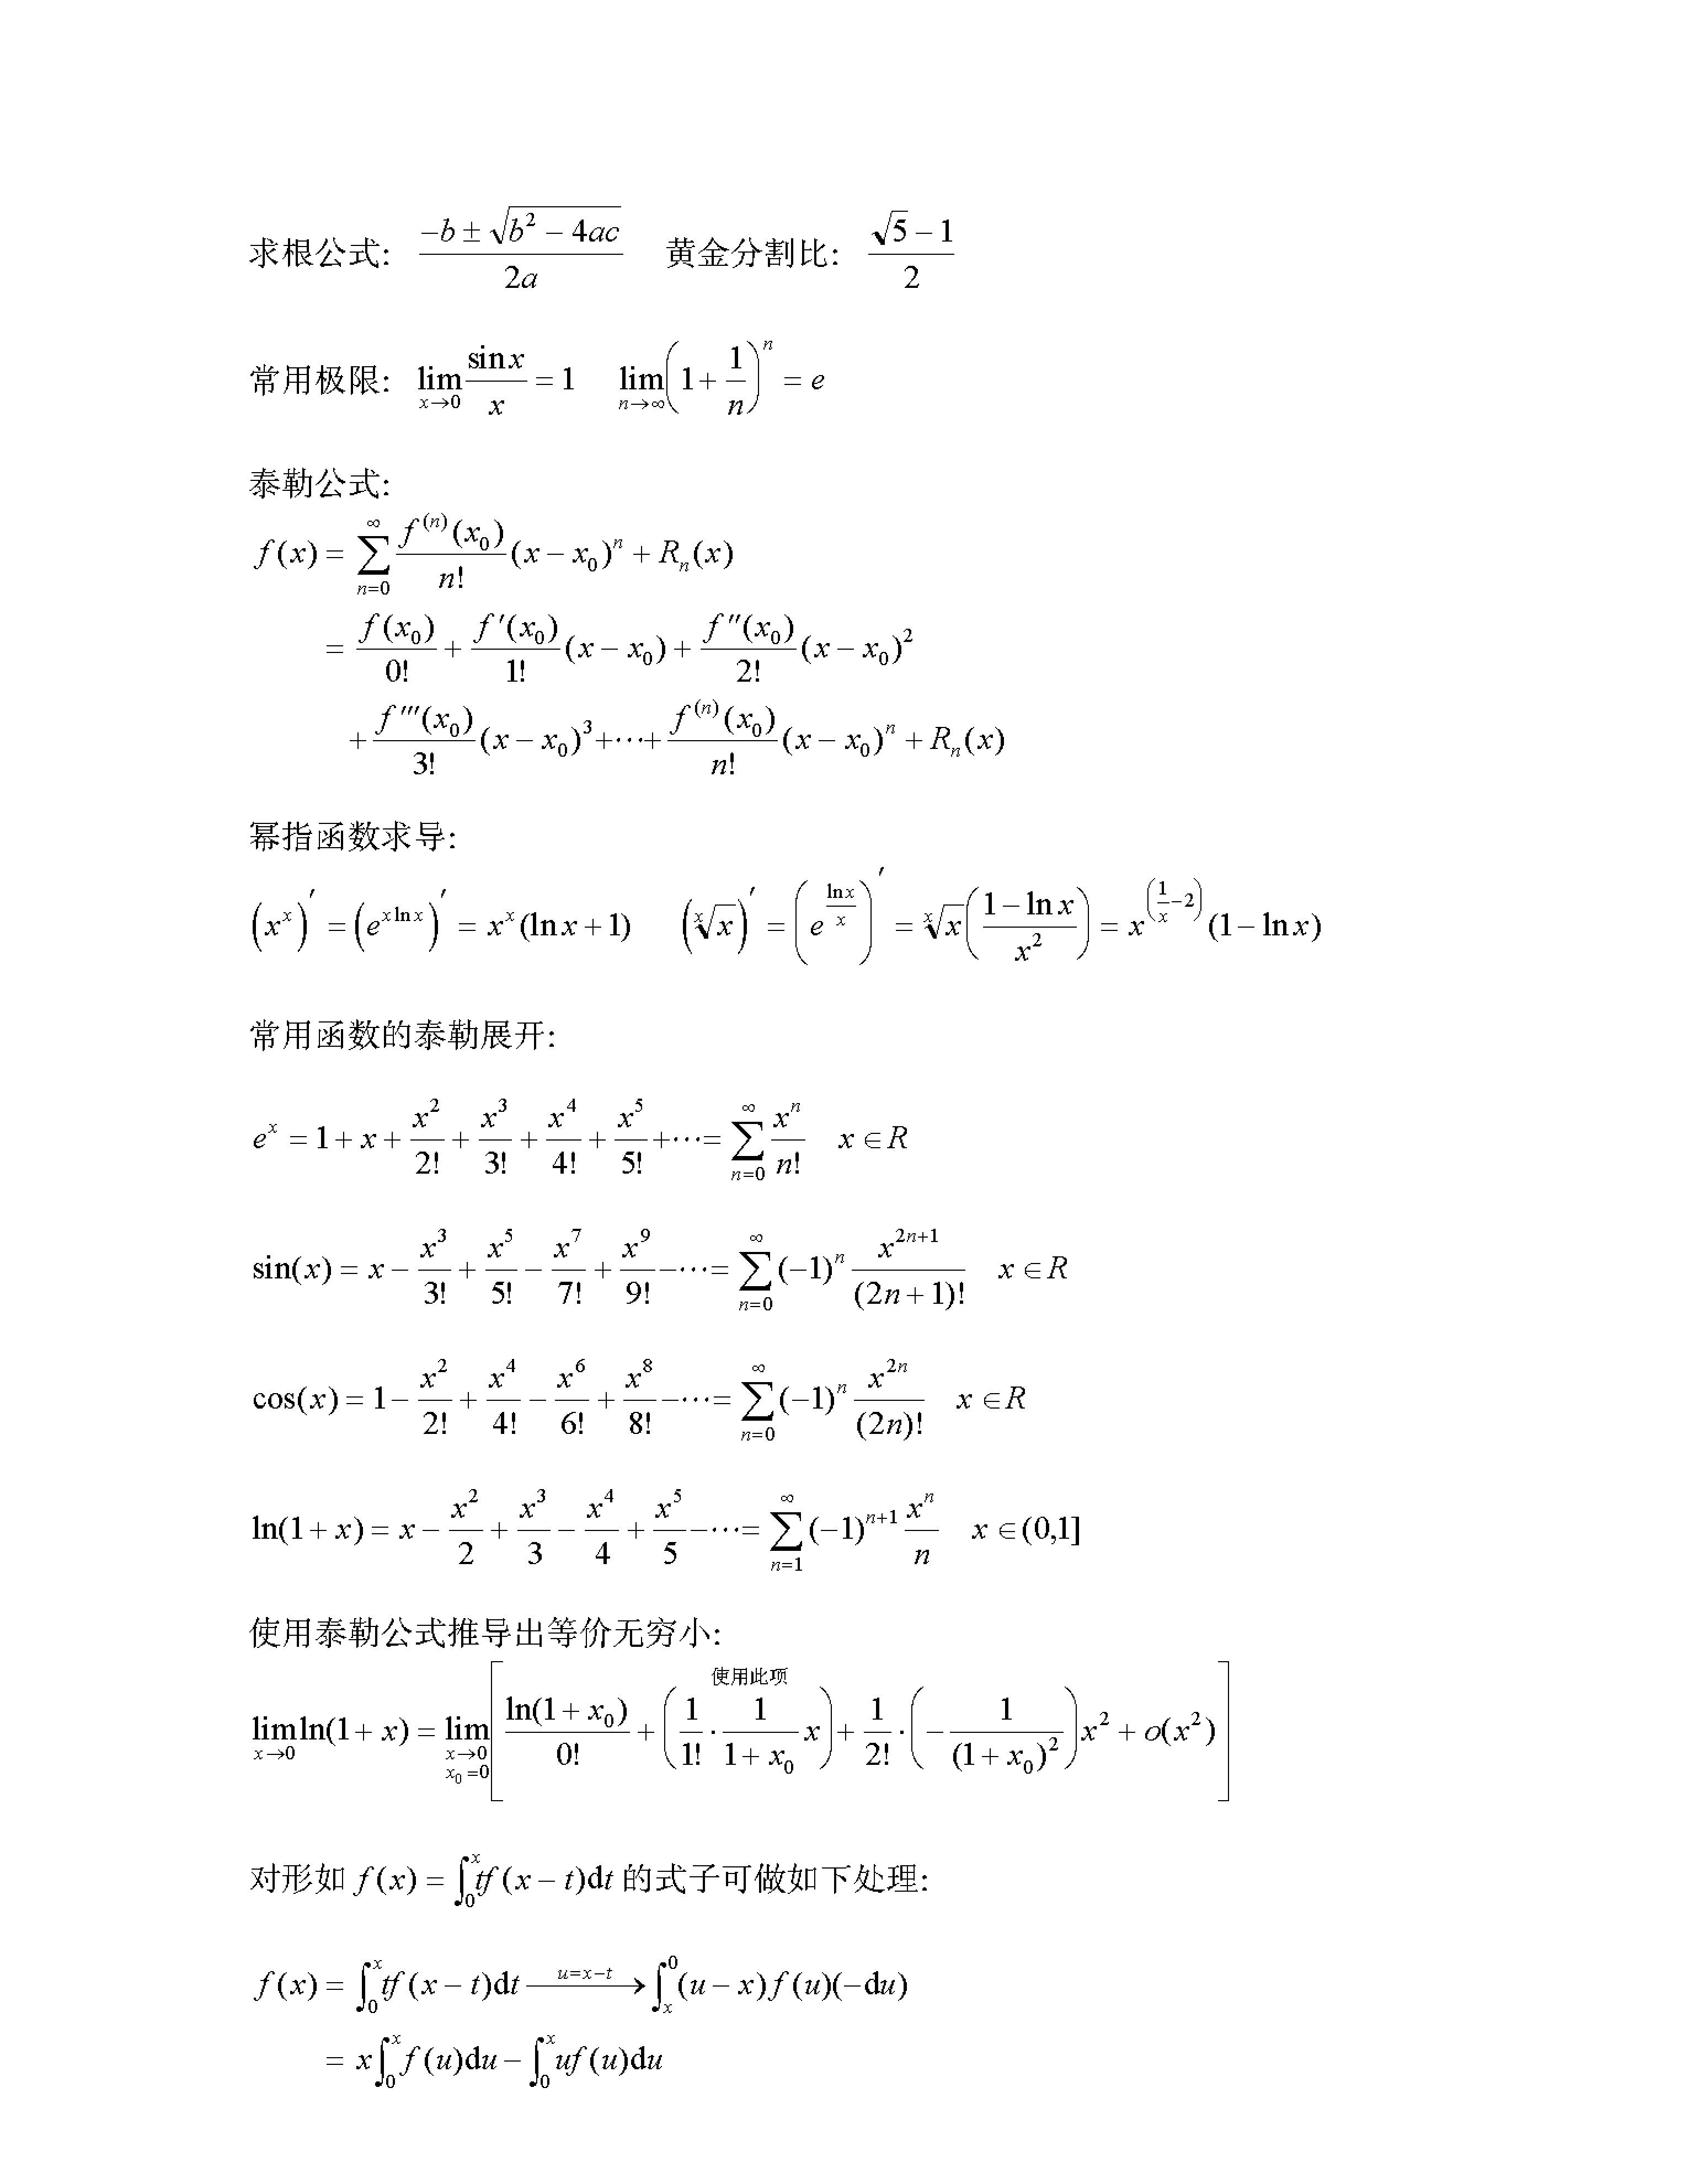 求根公式: $\frac{-b\pm\sqrt{b^2-4ac}}{2a}$ 黄金分割比: $\frac{\sqrt{5}-1}{2}$
常用极限: $\lim_{x\to 0}\frac{\sin x}{x}=1$ $\lim_{n\to\infty}\left(1+\frac{1}{n}\right)^n=e$
泰勒公式:
$f(x)=\sum_{n=0}^{\infty}\frac{f^{(n)}(x_0)}{n!}(x-x_0)^n+R_n(x)$
$=\frac{f(x_0)}{0!}+\frac{f'(x_0)}{1!}(x-x_0)+\frac{f''(x_0)}{2!}(x-x_0)^2$
$+\frac{f'''(x_0)}{3!}(x-x_0)^3+\cdots+\frac{f^{(n)}(x_0)}{n!}(x-x_0)^n+R_n(x)$
幂指函数求导:
$\left(x^x\right)'=\left(e^{x\ln x}\right)'=x^x(\ln x+1)$ $\left(\sqrt[x]{x}\right)'=\left(e^{\frac{\ln x}{x}}\right)'=\sqrt[x]{x}\left(\frac{1-\ln x}{x^2}\right)=x^{\left(\frac{1}{x}-2\right)}(1-\ln x)$
常用函数的泰勒展开:
$e^x=1+x+\frac{x^2}{2!}+\frac{x^3}{3!}+\frac{x^4}{4!}+\frac{x^5}{5!}+\cdots=\sum_{n=0}^{\infty}\frac{x^n}{n!}$ $x\in R$
$\sin(x)=x-\frac{x^3}{3!}+\frac{x^5}{5!}-\frac{x^7}{7!}+\frac{x^9}{9!}-\cdots=\sum_{n=0}^{\infty}(-1)^n\frac{x^{2n+1}}{(2n+1)!}$ $x\in R$
$\cos(x)=1-\frac{x^2}{2!}+\frac{x^4}{4!}-\frac{x^6}{6!}+\frac{x^8}{8!}-\cdots=\sum_{n=0}^{\infty}(-1)^n\frac{x^{2n}}{(2n)!}$ $x\in R$
$\ln(1+x)=x-\frac{x^2}{2}+\frac{x^3}{3}-\frac{x^4}{4}+\frac{x^5}{5}-\cdots=\sum_{n=1}^{\infty}(-1)^{n+1}\frac{x^n}{n}$ $x\in(0,1]$
使用泰勒公式推导出等价无穷小:
$\lim_{x\to 0}\ln(1+x)=\lim_{\substack{x\to 0\\x_0=0}}\left[\frac{\ln(1+x_0)}{0!}+\overset{\text{使用此项}}{\left(\frac{1}{1!}\cdot\frac{1}{1+x_0}x\right)}+\frac{1}{2!}\cdot\left(-\frac{1}{(1+x_0)^2}\right)x^2+o(x^2)\right]$
对形如 $f(x)=\int_0^x tf(x-t)\mathrm{d}t$ 的式子可做如下处理:
$f(x)=\int_0^x tf(x-t)\mathrm{d}t\xrightarrow{u=x-t}\int_x^0(u-x)f(u)(-\mathrm{d}u)$
$=x\int_0^x f(u)\mathrm{d}u-\int_0^x uf(u)\mathrm{d}u$